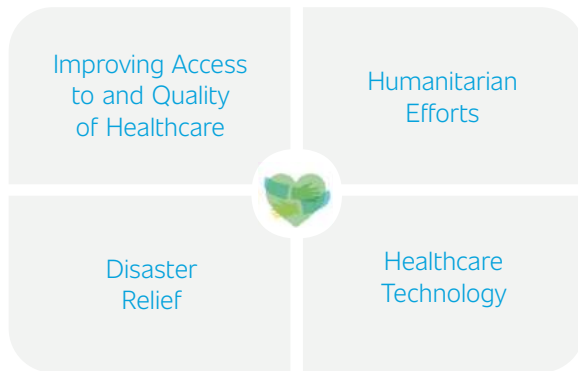 Improving Access
to and Quality
of Healthcare
Humanitarian
Efforts
Disaster
Relief
Healthcare
Technology